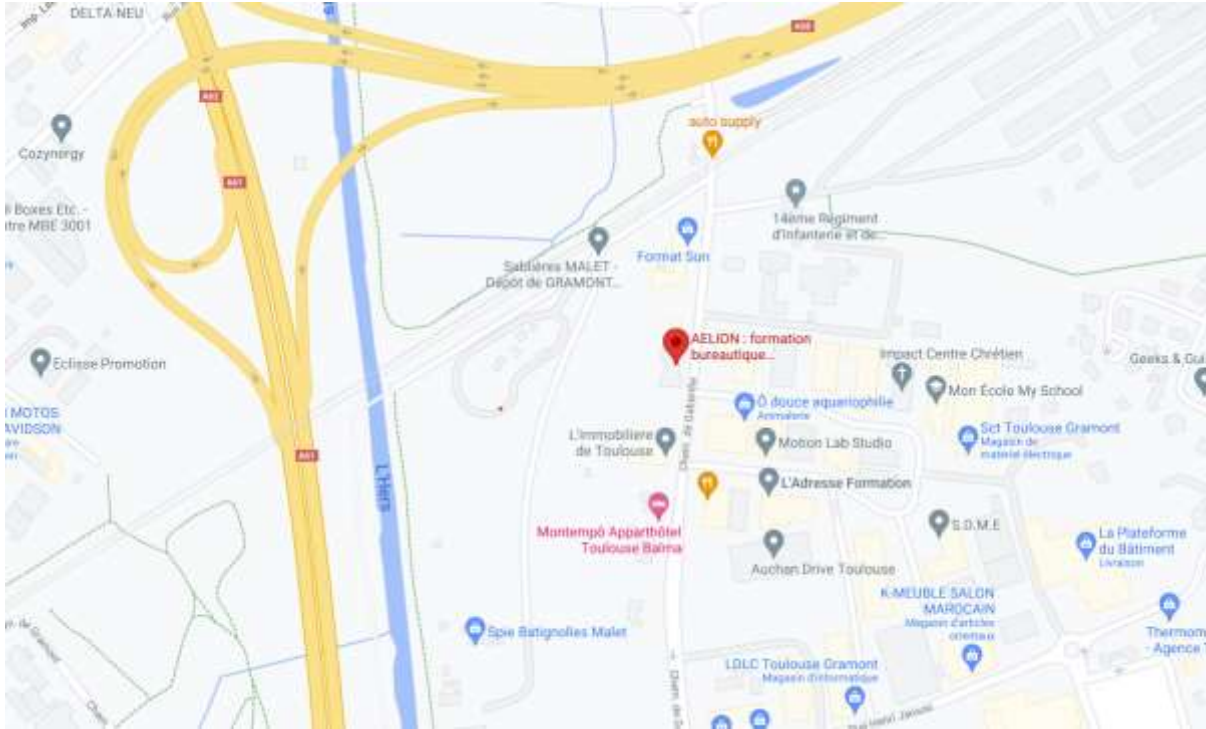 DELTA NEU
A68
A62
auto supply
Cozynergy
A61
l Boxes Etc. -
ntre MBE 3001
14ème Régiment
d'infanterie et de...
Format Sun
Sablières MALET -
Dépôt de GRAMONT...
AELION : formation
bureautique...
Impact Centre Chrétien
Eclisse Promotion
Geeks & Gui
Mon École My School
Ô douce aquariophilie
Animalerie
MOTOS
AVIDSON
L'Immobiliere
de Toulouse
Motion Lab Studio
Sct Toulouse Gramont
Magasin de
matériel électrique
A61
L'Hers
L'Adresse Formation
Montempô Apparthôtel
Toulouse Balma
S.D.M.E
La Plateforme
du Bâtiment
Livraison
Auchan Drive Toulouse
K-MEUBLE SALON
MAROCAIN
Magasin d'articles
orientaux
Spie Batignolles Malet
Thermom
- Agence T
LDLC Toulouse Gramont
Magasin d'informatique